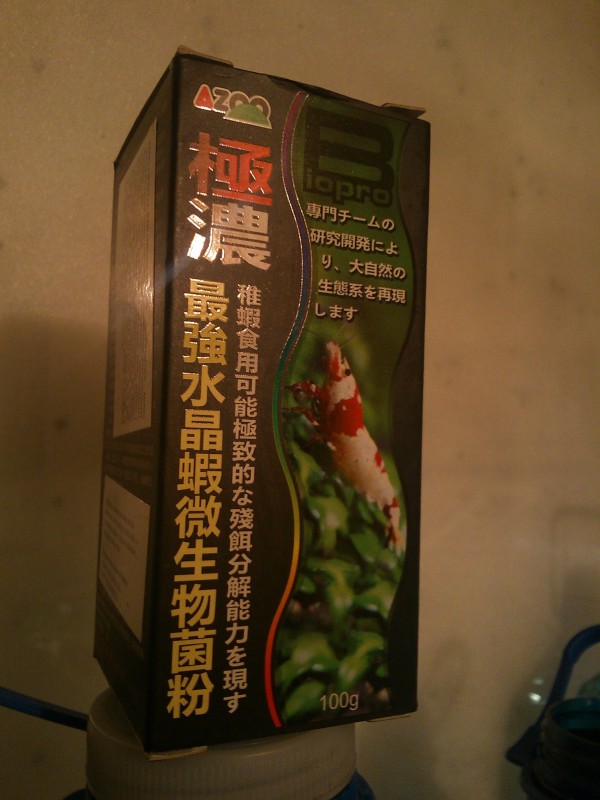 AZOO
極濃
最強水晶蝦微生物菌粉
稚蝦食用可能極致的な殘餌分解能力を現す
Biopro
專門チームの
研究開発によ
り、大自然の
生態系を再現
します
100g